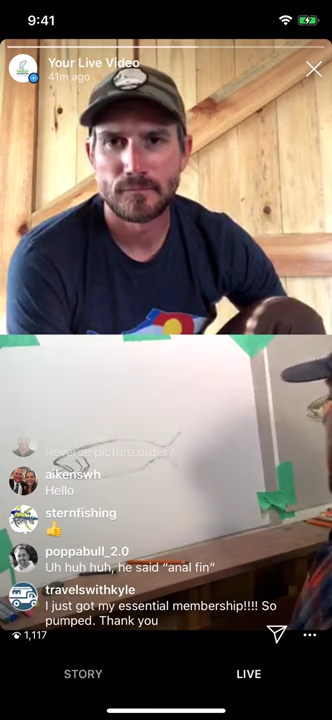 9:41
Your Live Video
41m ago
Reverse picture order?
aikenswh
Hello
sternfishing
👍
poppabull_2.0
Uh huh huh, he said “anal fin”
travelswithkyle
I just got my essential membership!!!! So
pumped. Thank you
1,117
STORY
LIVE